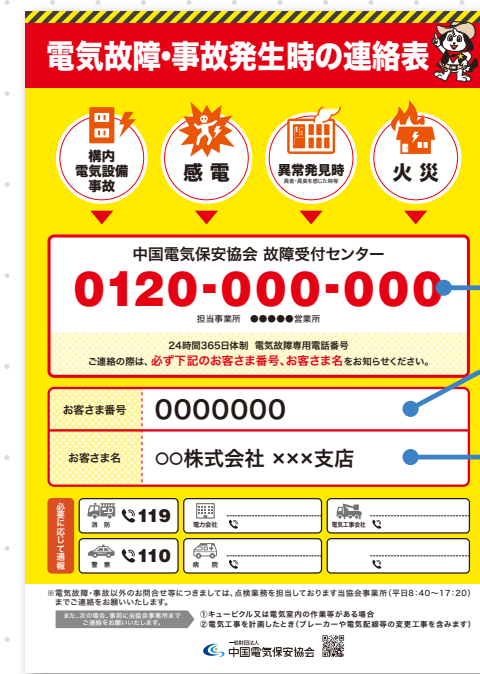 電気故障・事故発生時の連絡表
構内
電気設備
事故
感電
異常発見時
異音・異臭を感じた時等
火災
中国電気保安協会 故障受付センター
0120-000-000
担当事業所 ●●●●●営業所
24時間365日体制 電気故障専用電話番号
ご連絡の際は、必ず下記のお客さま番号、お客さま名をお知らせください。
お客さま番号 0000000
お客さま名 ○○株式会社 ×××支店
必要に応じて通報
消防 119
電力会社
電気工事会社
警察 110
病院
※電気故障・事故以外のお問合せ等につきましては、点検業務を担当しております当協会事業所(平日8:40〜17:20)
までご連絡をお願いいたします。
また、次の場合、事前に当協会事業所まで
ご連絡をお願いいたします。
①キュービクル又は電気室内の作業等がある場合
②電気工事を計画したとき(ブレーカーや電気配線等の変更工事を含みます)
一般財団法人
中国電気保安協会